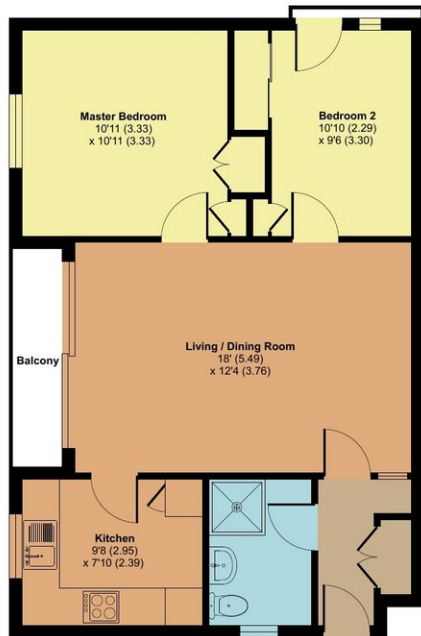 Master Bedroom
10'11 (3.33)
x 10'11 (3.33)
Bedroom 2
10'10 (2.29)
x 9'6 (3.30)
Balcony
Living / Dining Room
18' (5.49)
x 12'4 (3.76)
Kitchen
9'8 (2.95)
x 7'10 (2.39)